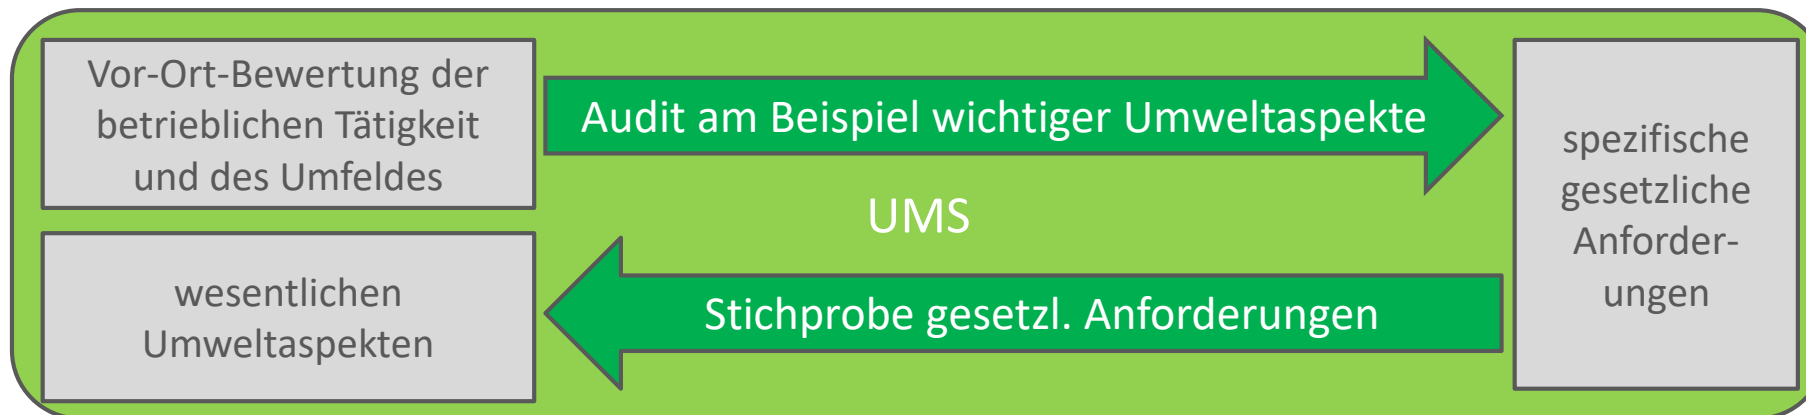 Vor-Ort-Bewertung der
betrieblichen Tätigkeit
und des Umfeldes
Audit am Beispiel wichtiger Umweltaspekte
spezifische
gesetzliche
Anforder-
ungen
UMS
wesentlichen
Umweltaspekten
Stichprobe gesetzl. Anforderungen